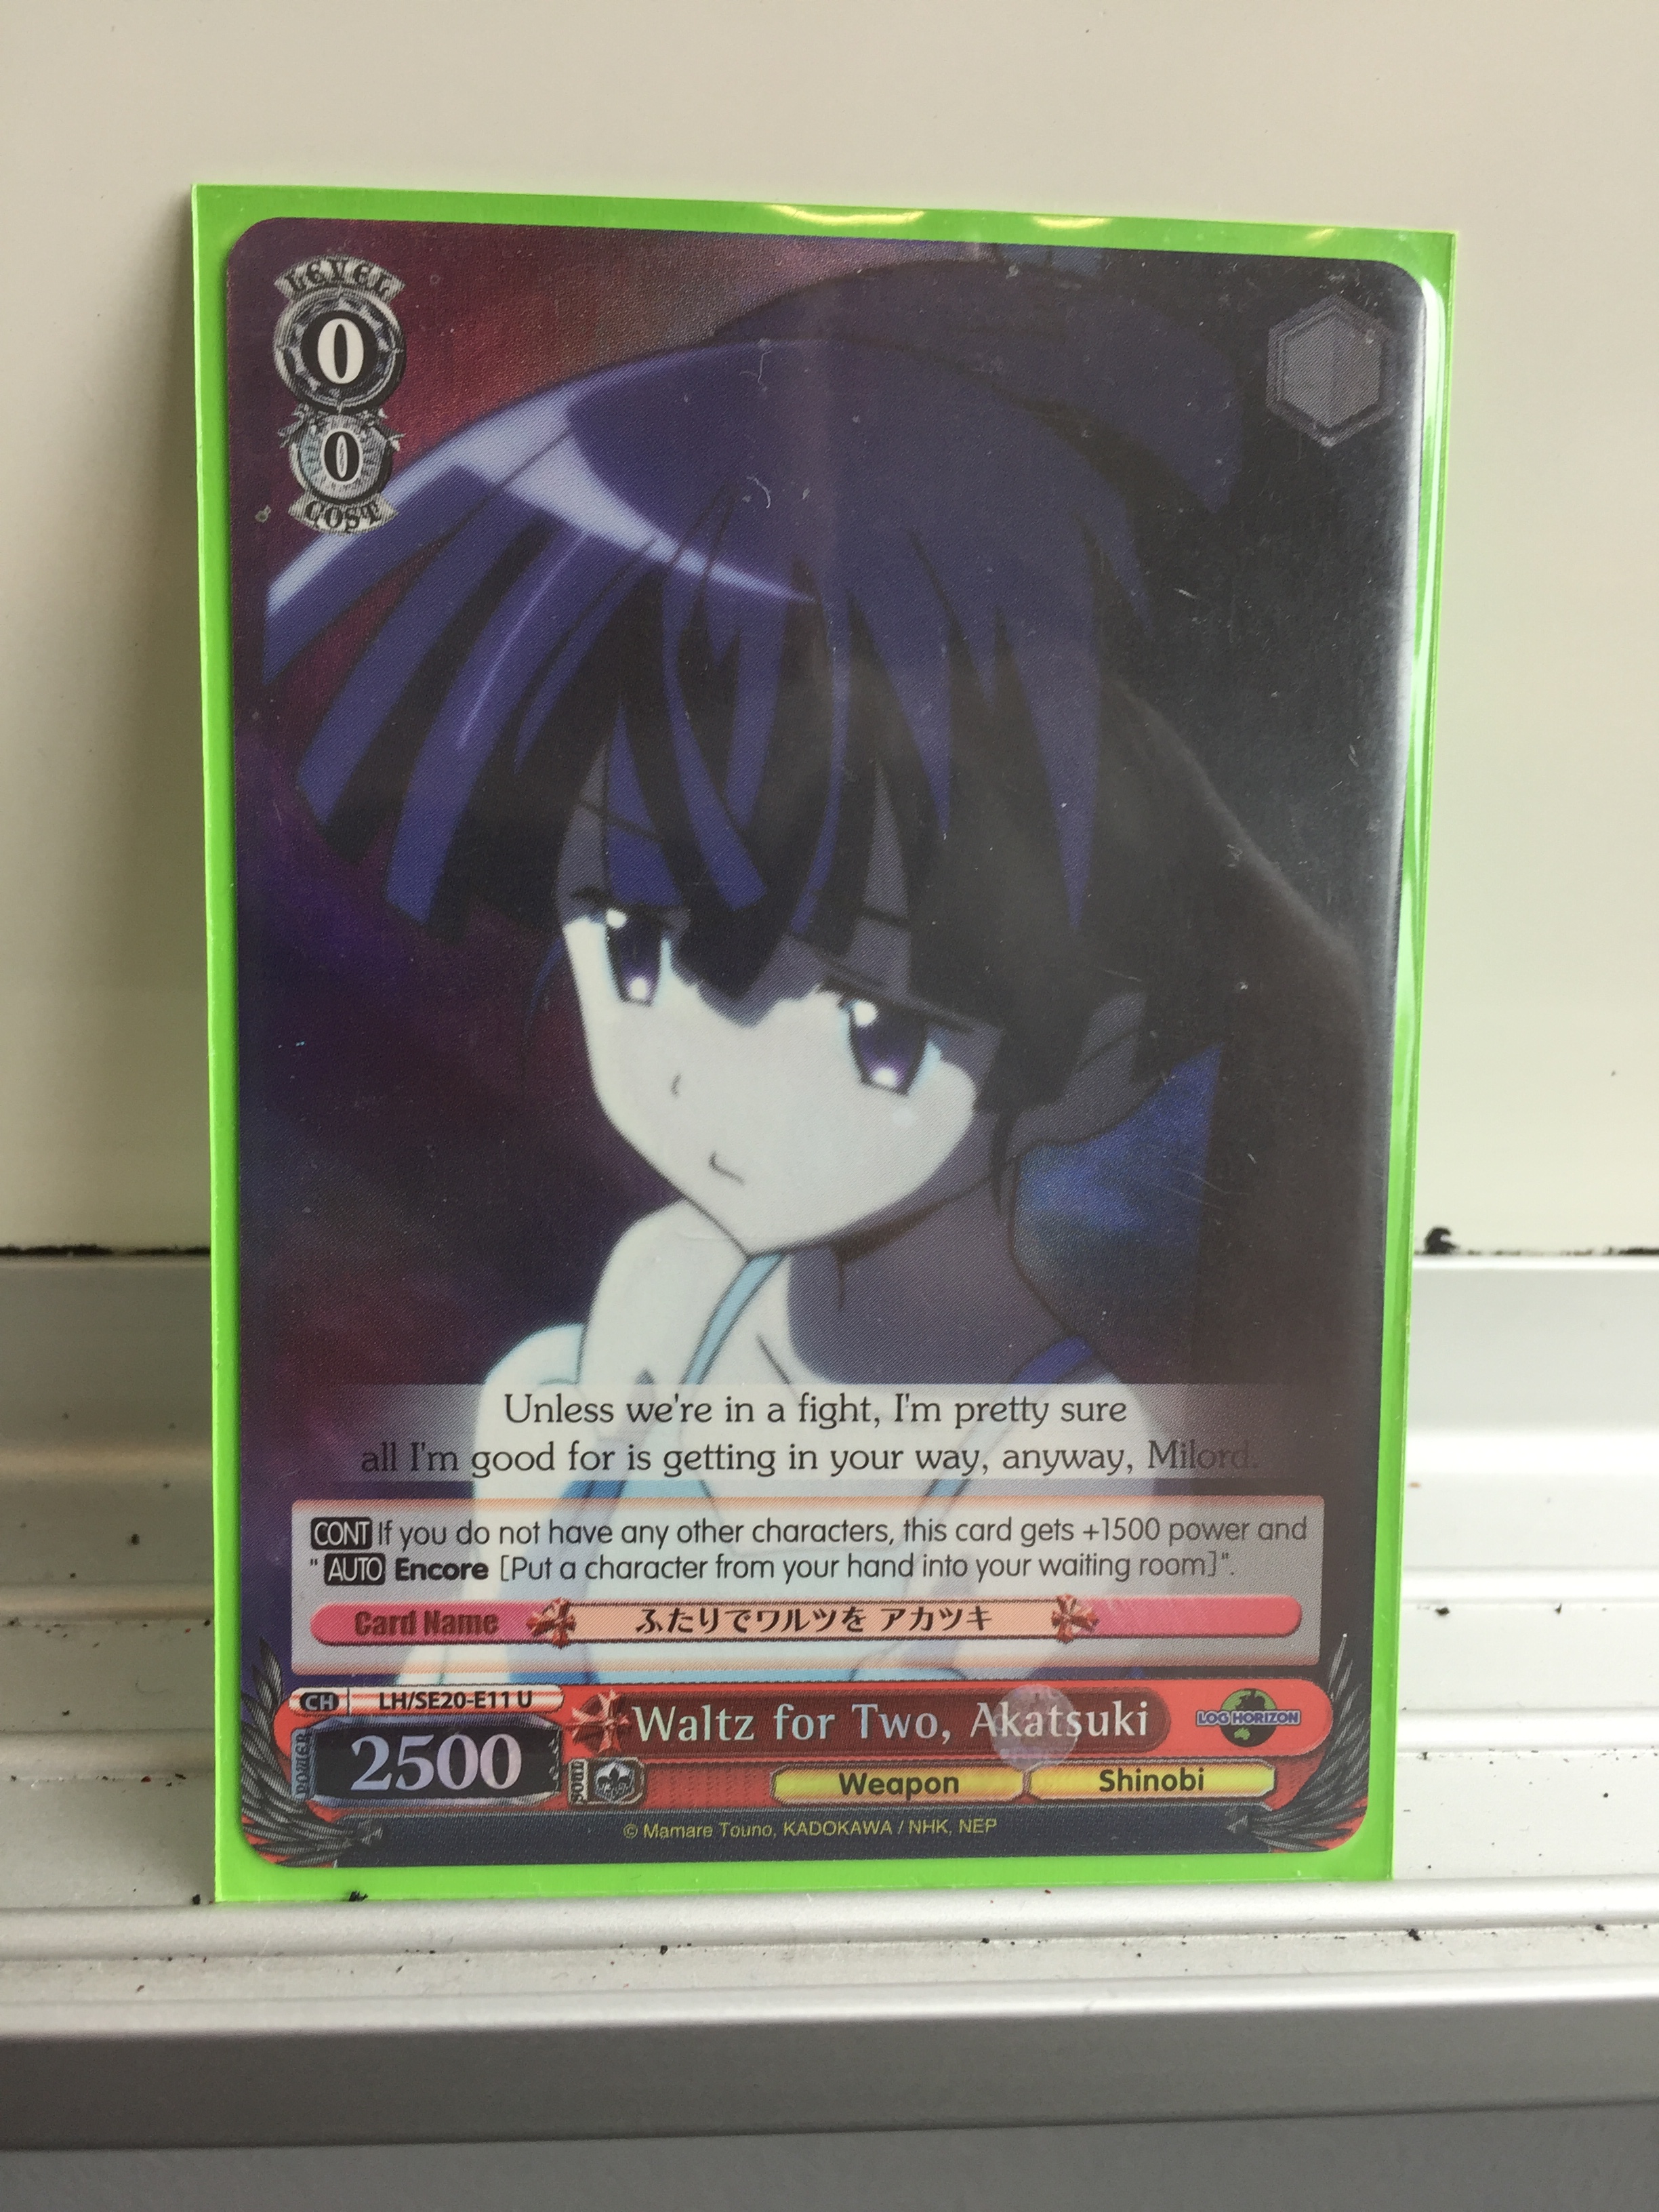 LEVEL
0
0
COST
Unless we're in a fight, I'm pretty sure
all I'm good for is getting in your way, anyway, Milord.
CONT If you do not have any other characters, this card gets +1500 power and
" AUTO Encore [Put a character from your hand into your waiting room]".
Card Name ふたりでワルツを アカツキ
CH LH/SE20-E11 U
Waltz for Two, Akatsuki
LOG HORIZON
POWER 2500
SOUL
Weapon Shinobi
© Mamare Touno, KADOKAWA / NHK, NEP